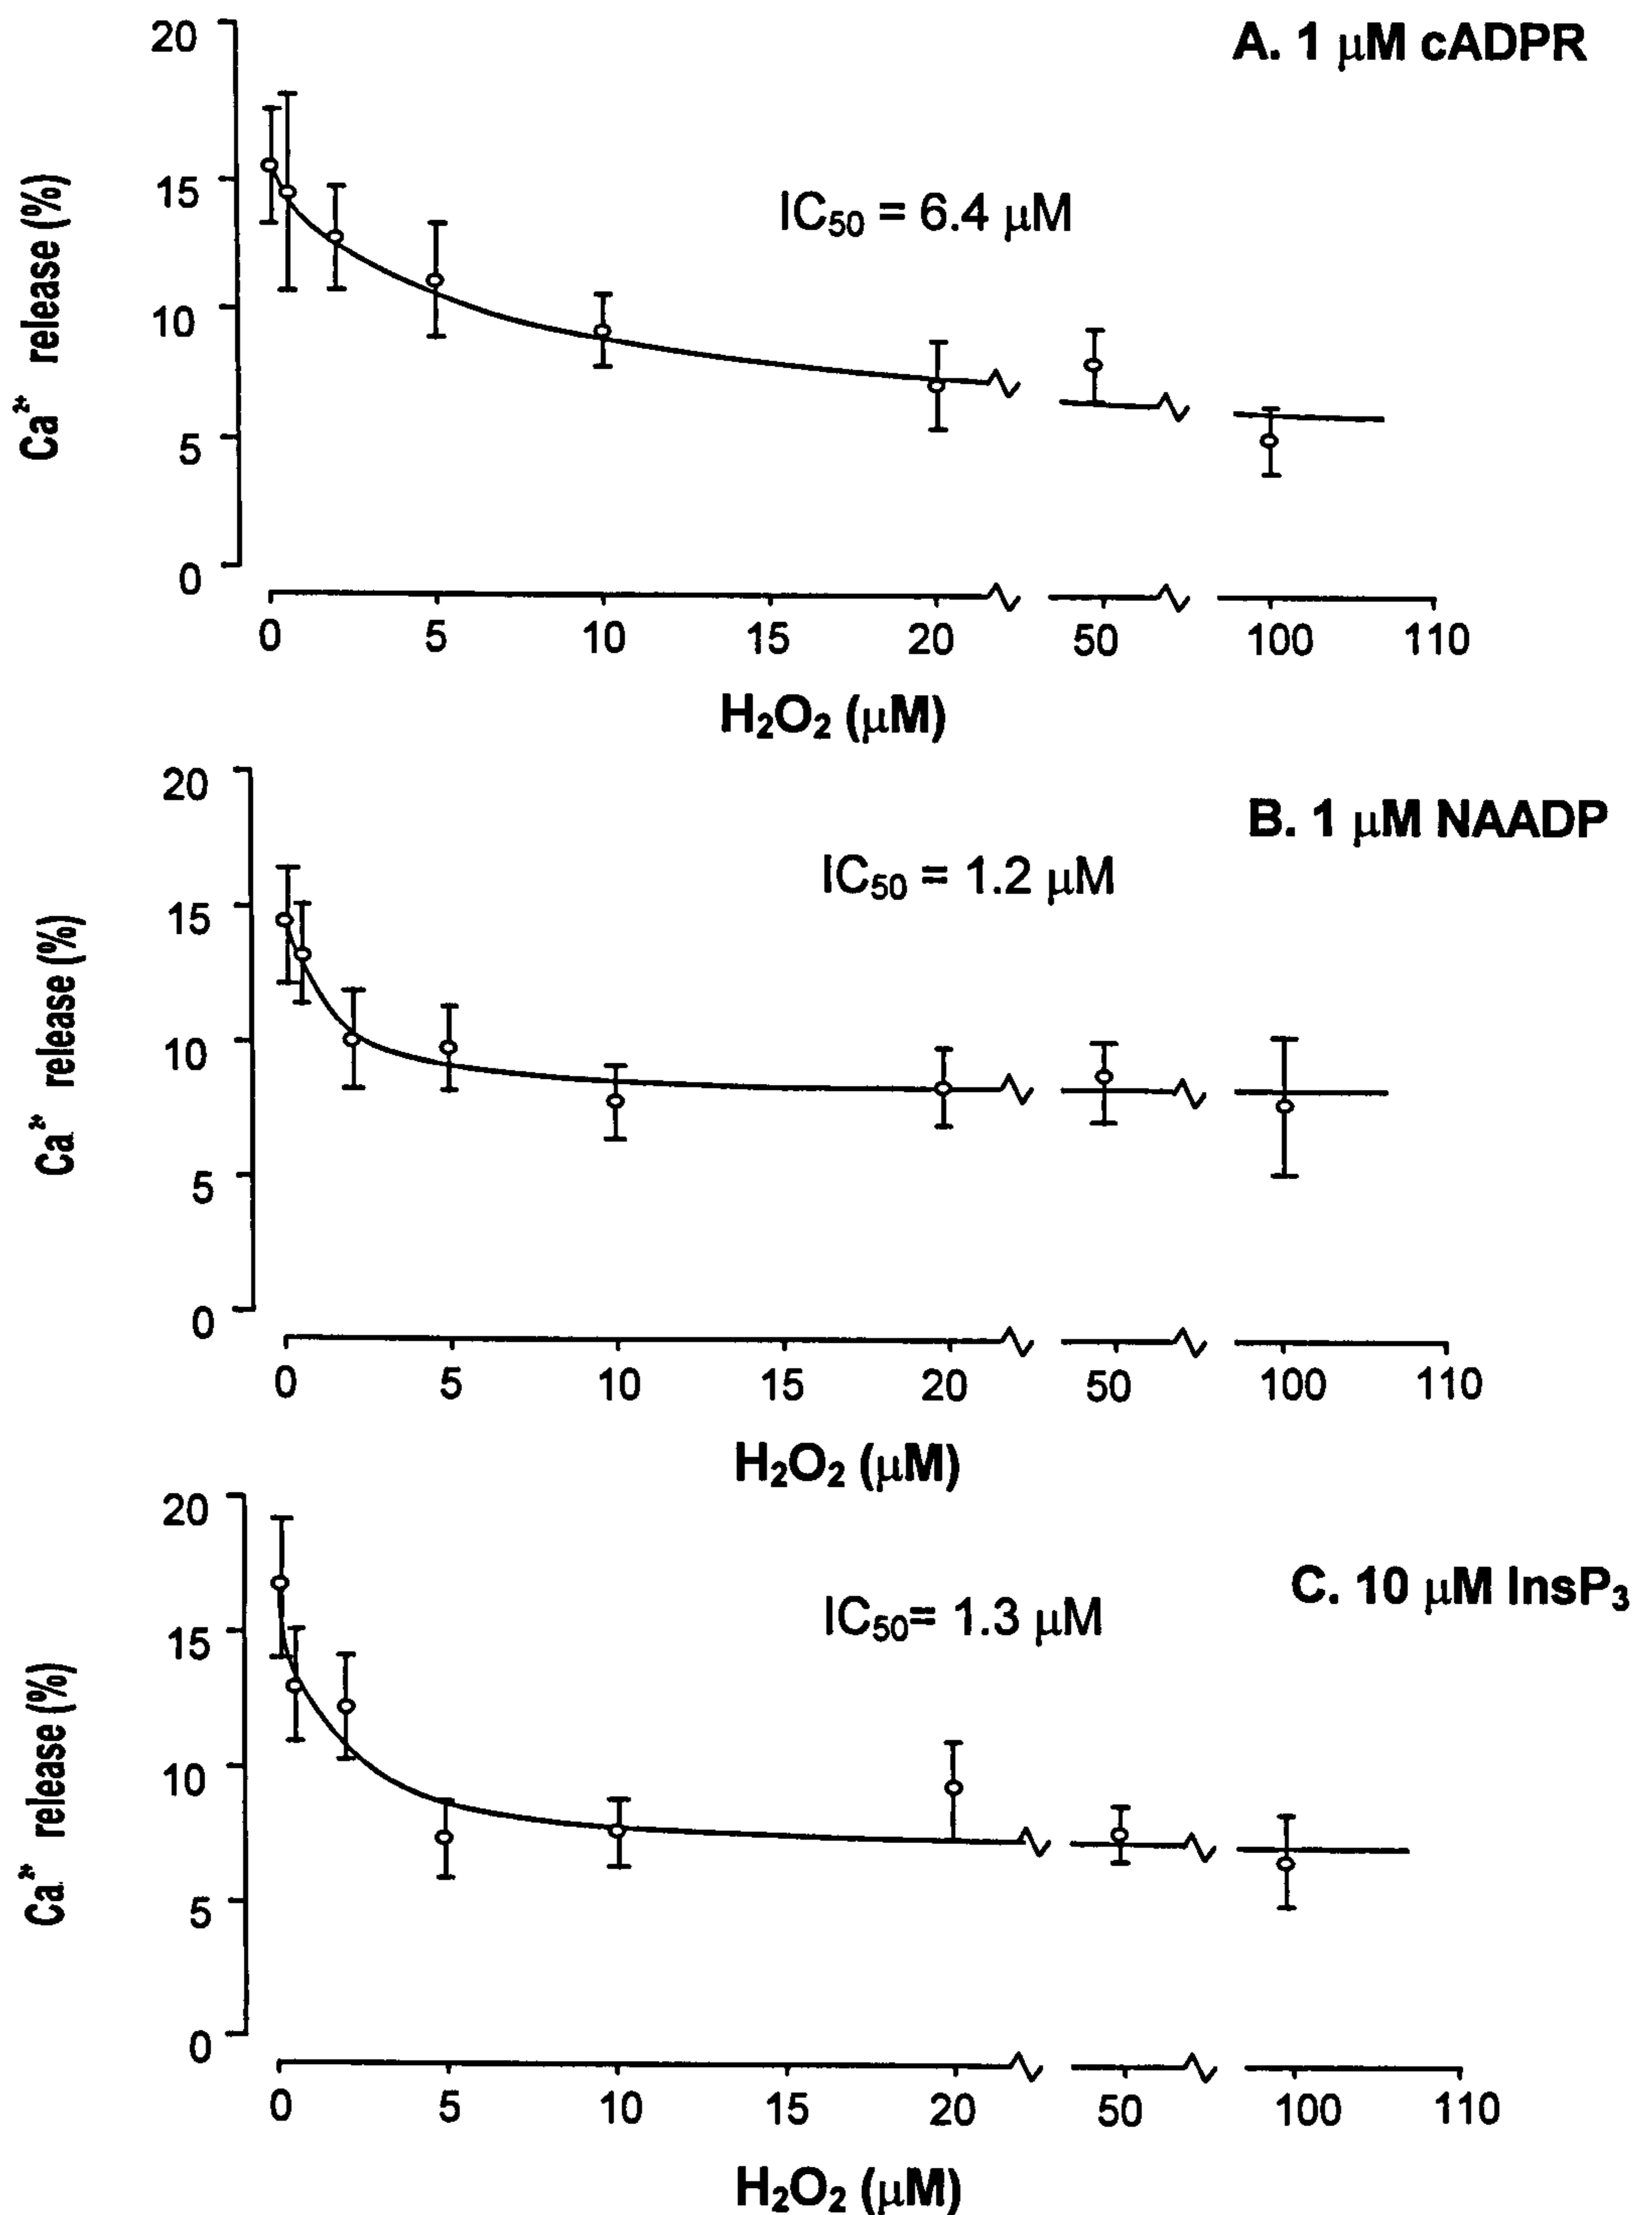 A. 1 μM cADPR
20
15
10
5
0
Ca²⁺ release (%)
IC₅₀ = 6.4 μM
0 5 10 15 20 50 100 110
H₂O₂ (μM)
B. 1 μM NAADP
20
15
10
5
0
Ca²⁺ release (%)
IC₅₀ = 1.2 μM
0 5 10 15 20 50 100 110
H₂O₂ (μM)
C. 10 μM InsP₃
20
15
10
5
0
Ca²⁺ release (%)
IC₅₀= 1.3 μM
0 5 10 15 20 50 100 110
H₂O₂ (μM)